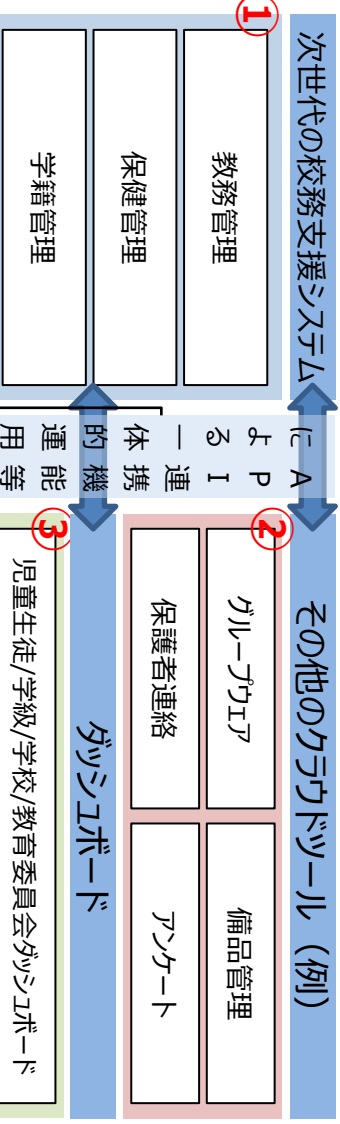 次世代の校務支援システム
①
教務管理
保健管理
学籍管理
API連携機能等
による一体的運用
その他のクラウドツール（例）
②
グループウェア
備品管理
保護者連絡
アンケート
ダッシュボード
③
児童生徒/学級/学校/教育委員会ダッシュボード